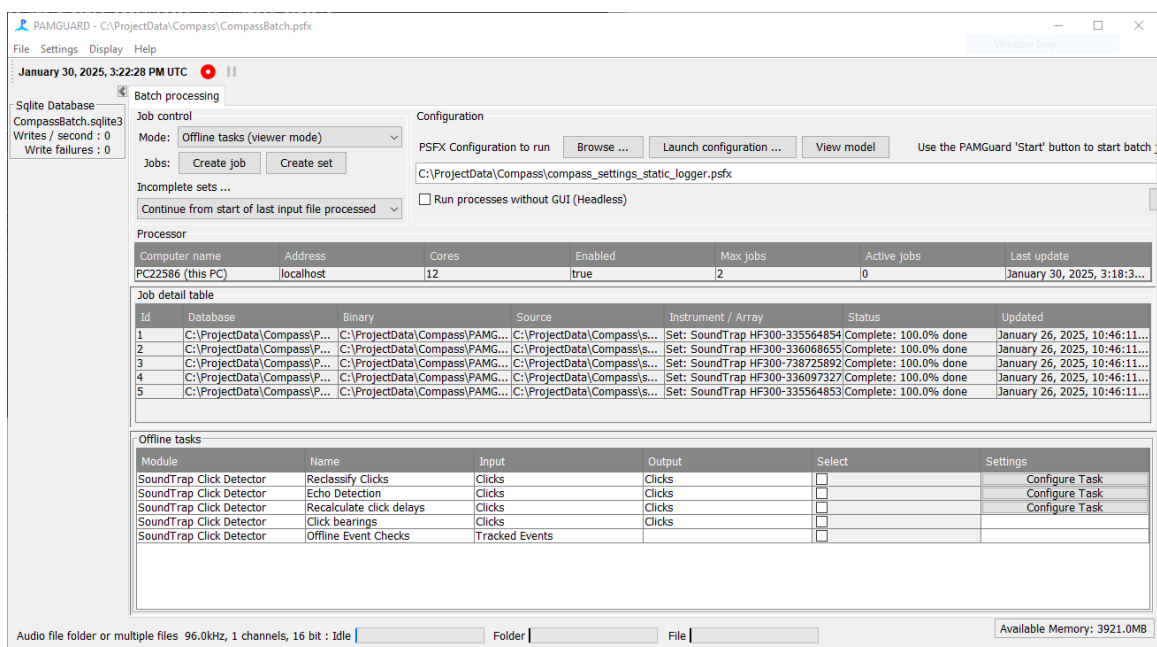 PAMGUARD - C:\ProjectData\Compass\CompassBatch.psfx
File Settings Display Help
Window Snip
January 30, 2025, 3:22:28 PM UTC
Sqlite Database
CompassBatch.sqlite3
Writes / second : 0
Write failures : 0
Batch processing
Job control
Mode: Offline tasks (viewer mode)
Jobs: Create job Create set
Incomplete sets ...
Continue from start of last input file processed
Configuration
PSFX Configuration to run Browse ... Launch configuration ... View model Use the PAMGuard 'Start' button to start batch
C:\ProjectData\Compass\compass_settings_static_logger.psfx
Run processes without GUI (Headless)
Processor
Computer name Address Cores Enabled Max jobs Active jobs Last update
PC22586 (this PC) localhost 12 true 2 0 January 30, 2025, 3:18:3...
Job detail table
Id Database Binary Source Instrument / Array Status Updated
1 C:\ProjectData\Compass\P... C:\ProjectData\Compass\PAMG... C:\ProjectData\Compass\s... Set: SoundTrap HF300-335564854 Complete: 100.0% done January 26, 2025, 10:46:11...
2 C:\ProjectData\Compass\P... C:\ProjectData\Compass\PAMG... C:\ProjectData\Compass\s... Set: SoundTrap HF300-336068655 Complete: 100.0% done January 26, 2025, 10:46:11...
3 C:\ProjectData\Compass\P... C:\ProjectData\Compass\PAMG... C:\ProjectData\Compass\s... Set: SoundTrap HF300-738725892 Complete: 100.0% done January 26, 2025, 10:46:11...
4 C:\ProjectData\Compass\P... C:\ProjectData\Compass\PAMG... C:\ProjectData\Compass\s... Set: SoundTrap HF300-336097327 Complete: 100.0% done January 26, 2025, 10:46:11...
5 C:\ProjectData\Compass\P... C:\ProjectData\Compass\PAMG... C:\ProjectData\Compass\s... Set: SoundTrap HF300-335564853 Complete: 100.0% done January 26, 2025, 10:46:11...
Offline tasks
Module Name Input Output Select Settings
SoundTrap Click Detector Reclassify Clicks Clicks Clicks Configure Task
SoundTrap Click Detector Echo Detection Clicks Clicks Configure Task
SoundTrap Click Detector Recalculate click delays Clicks Clicks Configure Task
SoundTrap Click Detector Click bearings Clicks Clicks
SoundTrap Click Detector Offline Event Checks Tracked Events
Audio file folder or multiple files 96.0kHz, 1 channels, 16 bit : Idle Folder File Available Memory: 3921.0MB